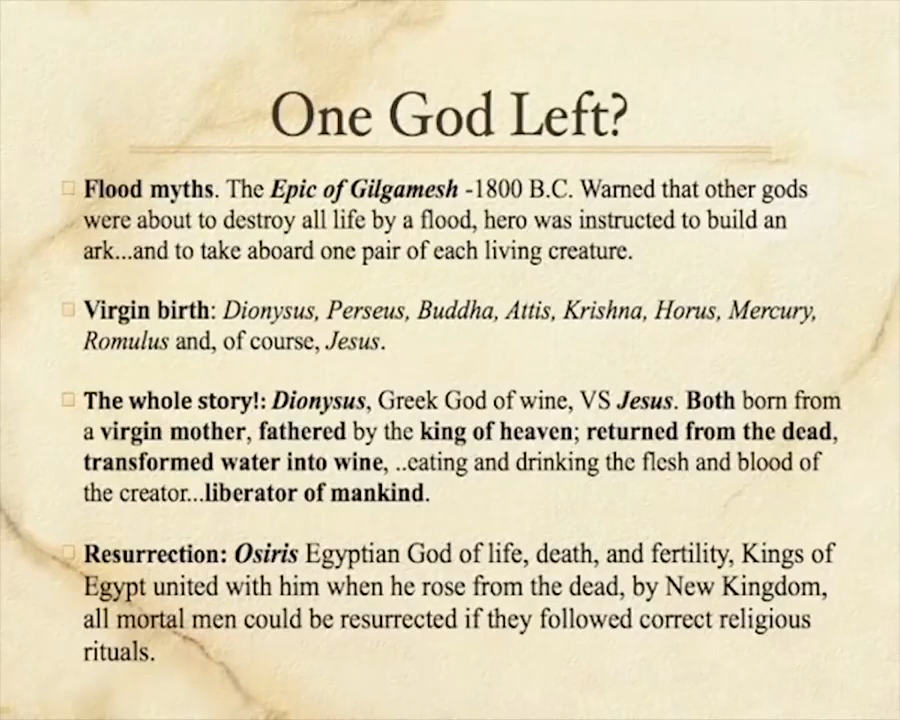 One God Left?
Flood myths. The Epic of Gilgamesh -1800 B.C. Warned that other gods
were about to destroy all life by a flood, hero was instructed to build an
ark...and to take aboard one pair of each living creature.
Virgin birth: Dionysus, Perseus, Buddha, Attis, Krishna, Horus, Mercury,
Romulus and, of course, Jesus.
The whole story!: Dionysus, Greek God of wine, VS Jesus. Both born from
a virgin mother, fathered by the king of heaven; returned from the dead,
transformed water into wine, ..eating and drinking the flesh and blood of
the creator...liberator of mankind.
Resurrection: Osiris Egyptian God of life, death, and fertility, Kings of
Egypt united with him when he rose from the dead, by New Kingdom,
all mortal men could be resurrected if they followed correct religious
rituals.